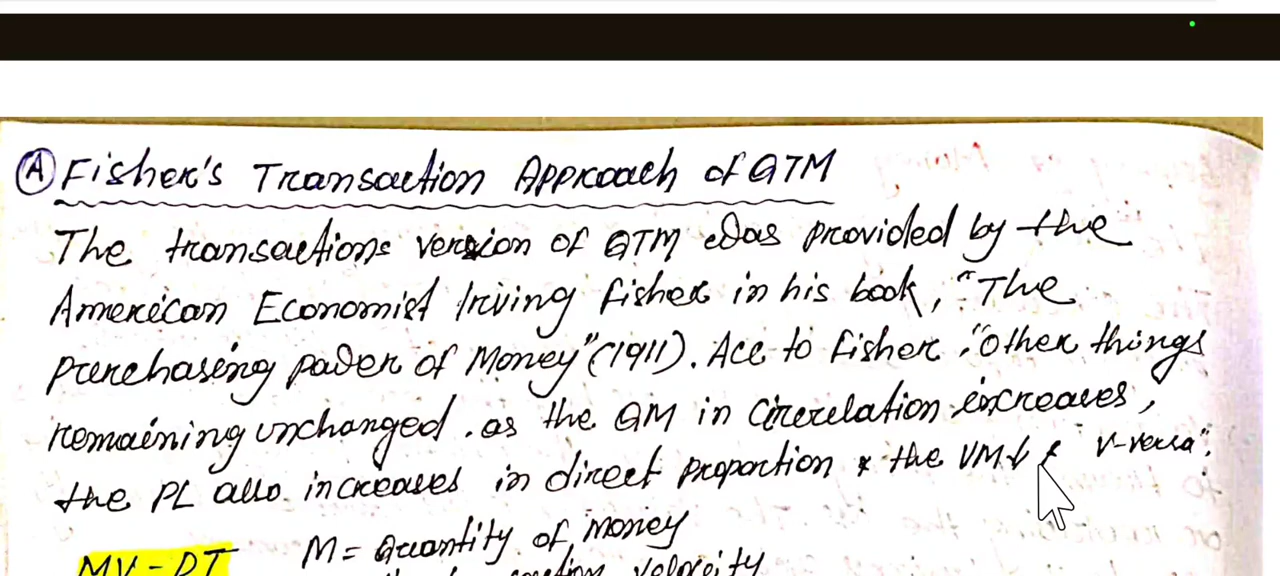 A Fisher's Transaction Approach of QTM
The transactions version of QTM was provided by the
American Economist Irving Fisher in his book, "The
purchasing power of Money" (1911). Acc to Fisher, "Other things
remaining unchanged. as the QM in circulation increases,
the PL also increases in direct proportion & the VM↓ & V-versa".
M = Quantity of money
MV = PT
velocity